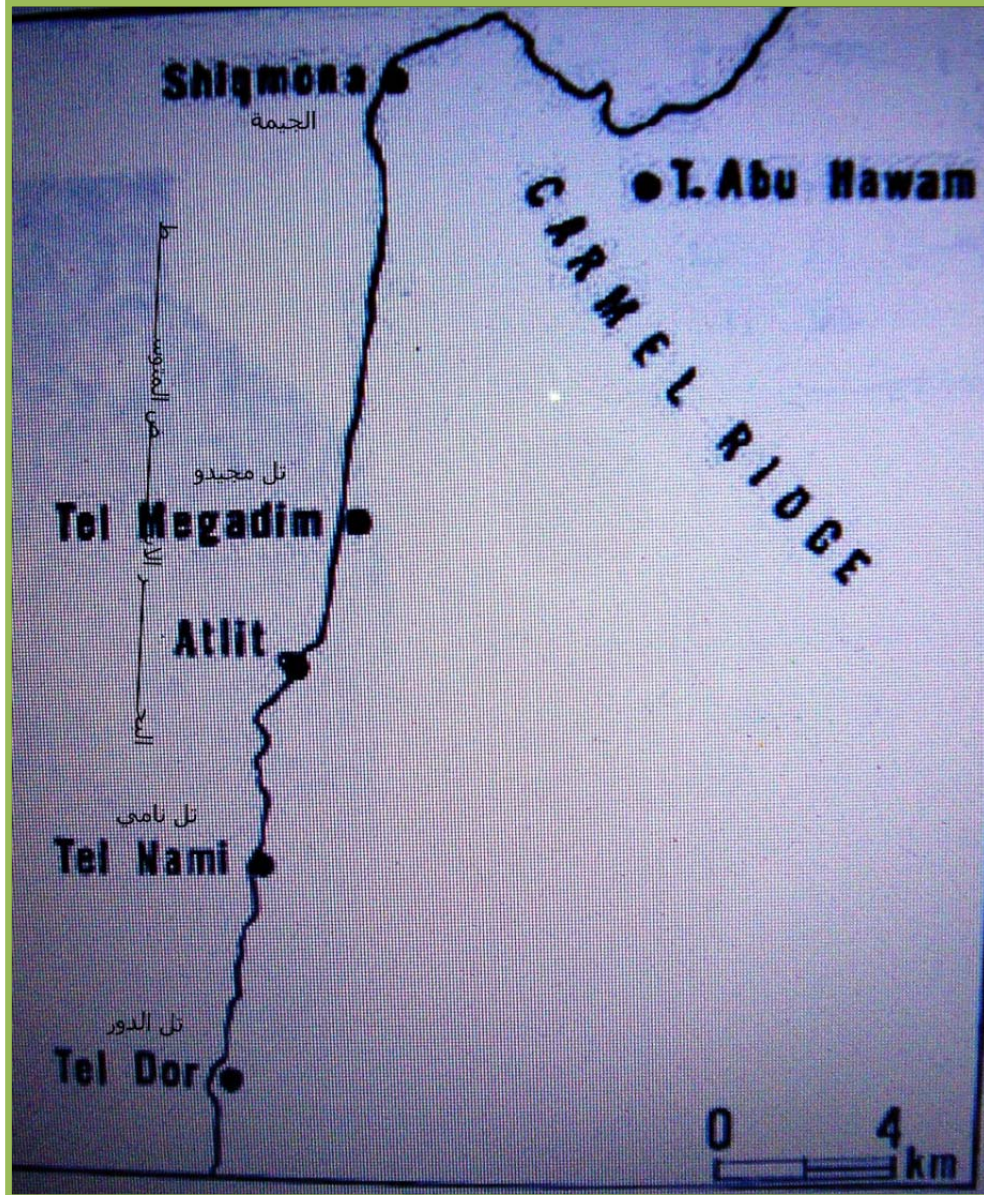 Shiqmona
الجيمة
T. Abu Hawam
CARMEL RIDGE
تل مجيدو
Tel Megadim
Atlit
تل نامي
Tel Nami
تل الدور
Tel Dor
0 4
km